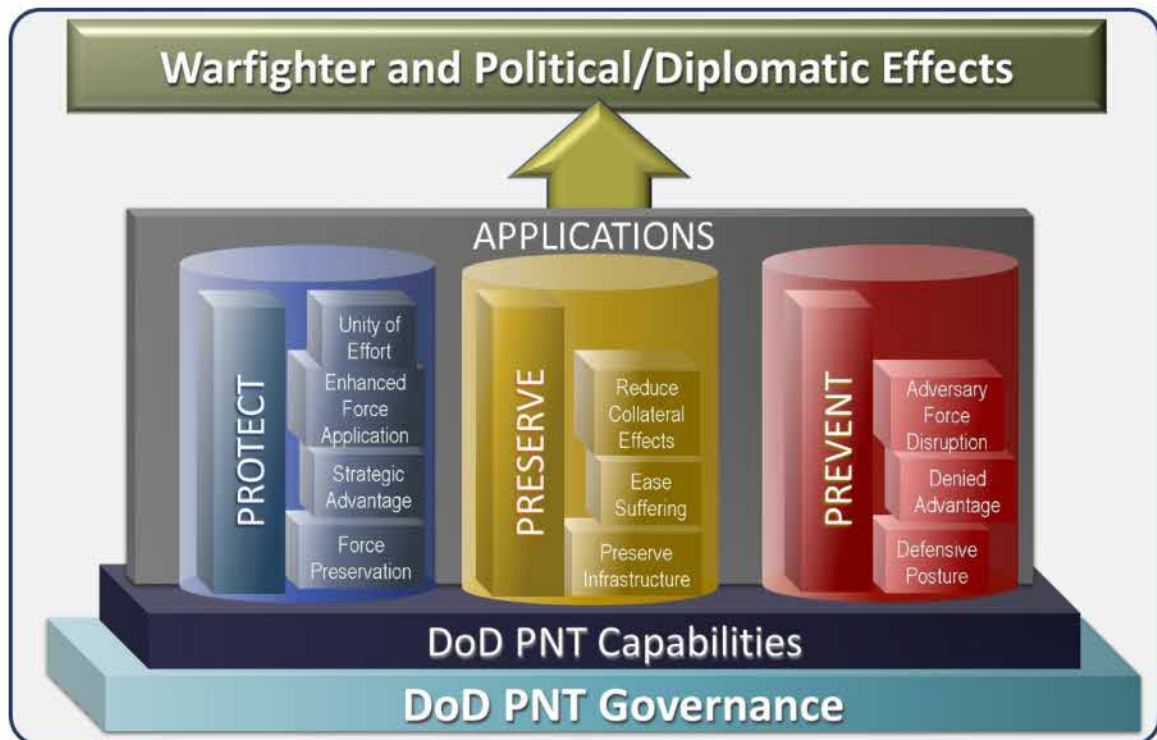 Warfighter and Political/Diplomatic Effects
APPLICATIONS
PROTECT
Unity of
Effort
Enhanced
Force
Application
Strategic
Advantage
Force
Preservation
PRESERVE
Reduce
Collateral
Effects
Ease
Suffering
Preserve
Infrastructure
PREVENT
Adversary
Force
Disruption
Denied
Advantage
Defensive
Posture
DoD PNT Capabilities
DoD PNT Governance